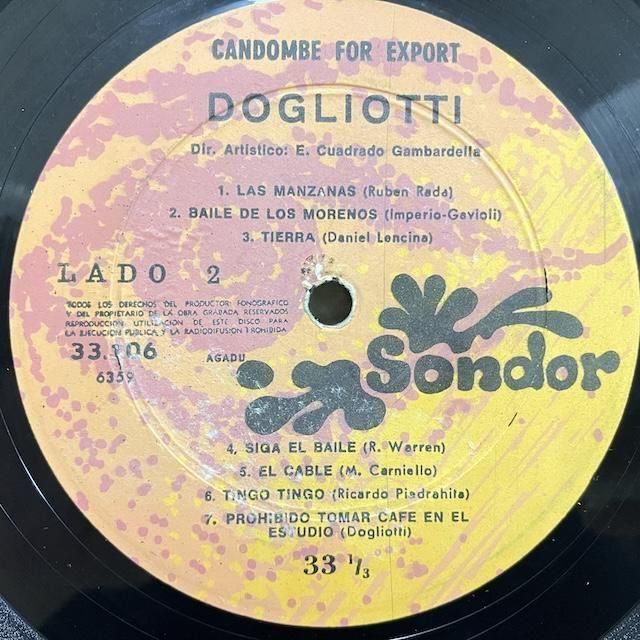 CANDOMBE FOR EXPORT
DOGLIOTTI
Dir. Artistico: E. Cuadrado Gambardella
1. LAS MANZANAS (Ruben Rada)
2. BAILE DE LOS MORENOS (Imperio-Gavioli)
3. TIERRA (Daniel Lencina)
LADO 2
TODOS LOS DERECHOS DEL PRODUCTOR FONOGRAFICO
Y DEL PROPIETARIO DE LA OBRA GRABADA RESERVADOS
REPRODUCCION UTILIZACION DE ESTE DISCO PARA
LA EJECUCION PUBLICA Y LA RADIODIFUSION PROHIBIDA
33.106
AGADU
6359
Sondor
4. SIGA EL BAILE (R. Warren)
5. EL CABLE (M. Carniello)
6. TINGO TINGO (Ricardo Piedrahita)
7. PROHIBIDO TOMAR CAFE EN EL
ESTUDIO (Dogliotti)
33 1/3